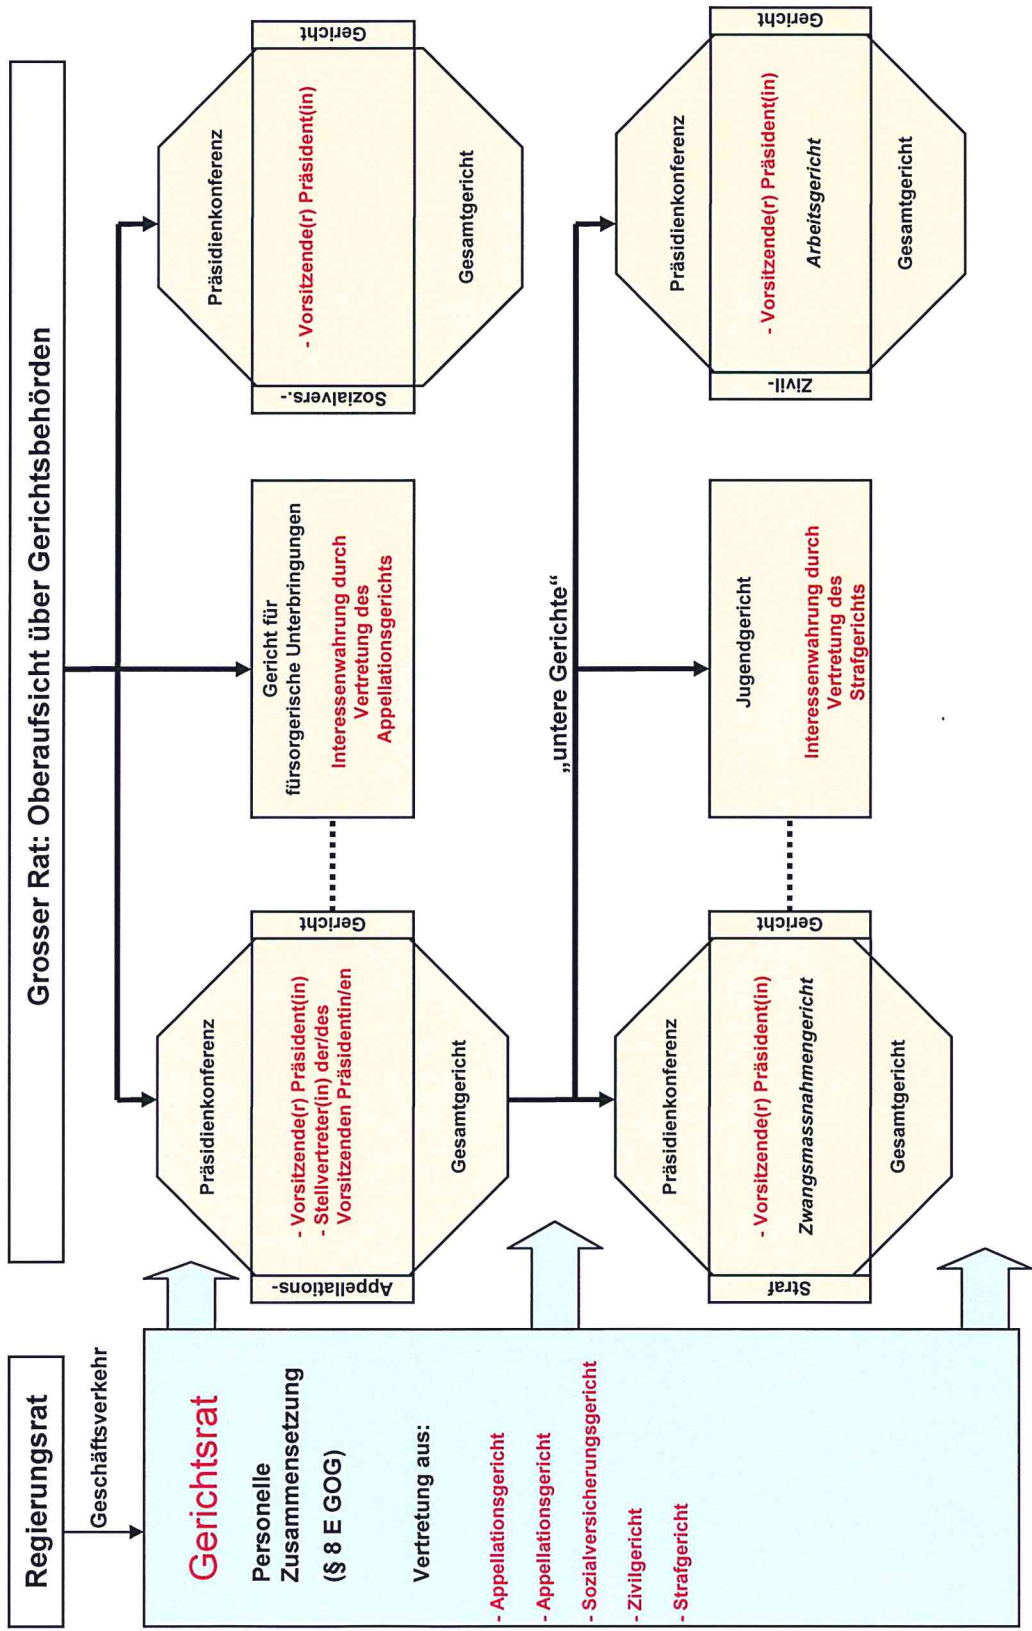 Regierungsrat
Grosser Rat: Oberaufsicht über Gerichtsbehörden
Geschäftsverkehr
Gerichtsrat
Personelle
Zusammensetzung
(§ 8 E GOG)
Vertretung aus:
- Appellationsgericht
- Appellationsgericht
- Sozialversicherungsgericht
- Zivilgericht
- Strafgericht
Präsidienkonferenz
Appellations-
- Vorsitzende(r) Präsident(in)
- Stellvertreter(in) der/des
Vorsitzenden Präsidentin/en
Gericht
Gesamtgericht
Gericht für
fürsorgerische Unterbringungen
Interessenwahrung durch
Vertretung des
Appellationsgerichts
Präsidienkonferenz
Sozialvers.-
- Vorsitzende(r) Präsident(in)
Gericht
Gesamtgericht
„untere Gerichte“
Präsidienkonferenz
Straf
- Vorsitzende(r) Präsident(in)
Zwangsmassnahmengericht
Gericht
Gesamtgericht
Jugendgericht
Interessenwahrung durch
Vertretung des
Strafgerichts
Präsidienkonferenz
Zivil-
- Vorsitzende(r) Präsident(in)
Arbeitsgericht
Gericht
Gesamtgericht